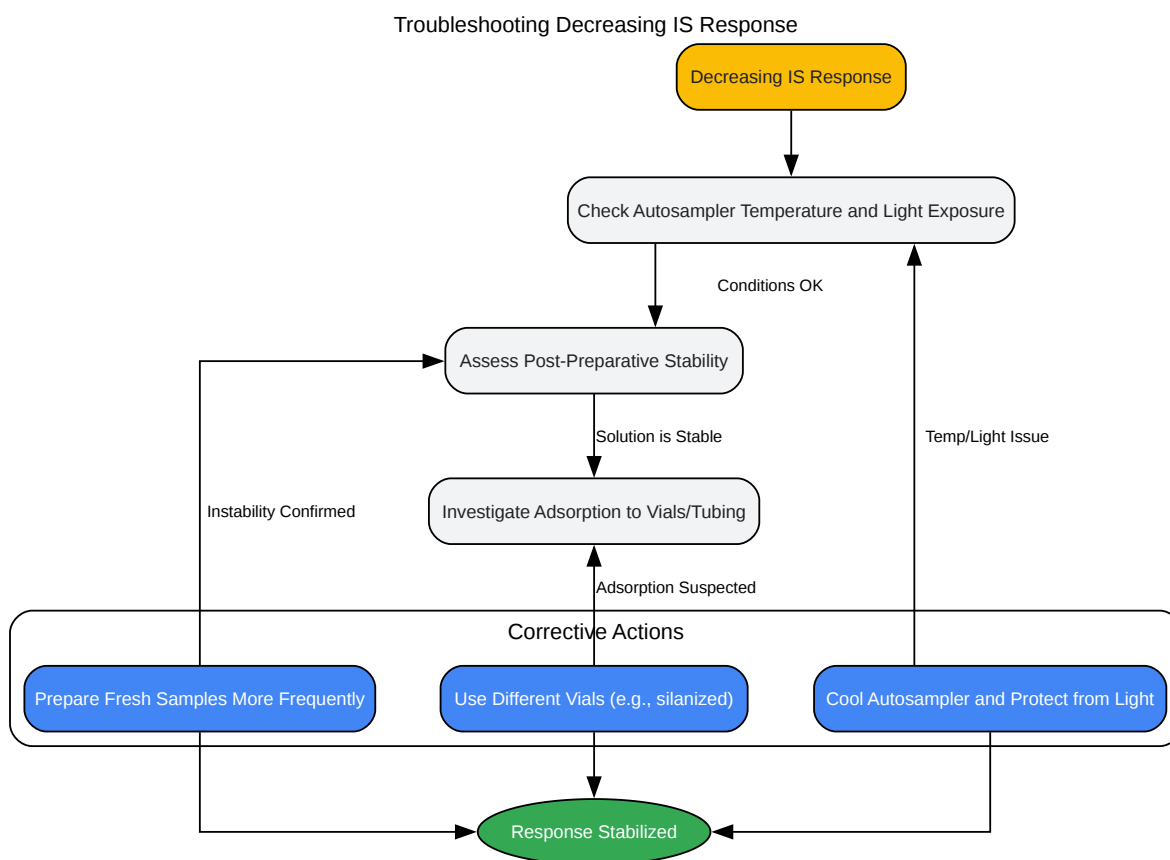 Troubleshooting Decreasing IS Response
Decreasing IS Response
Check Autosampler Temperature and Light Exposure
Conditions OK
Assess Post-Preparative Stability
Solution is Stable
Temp/Light Issue
Investigate Adsorption to Vials/Tubing
Instability Confirmed
Adsorption Suspected
Corrective Actions
Prepare Fresh Samples More Frequently
Use Different Vials (e.g., silanized)
Cool Autosampler and Protect from Light
Response Stabilized